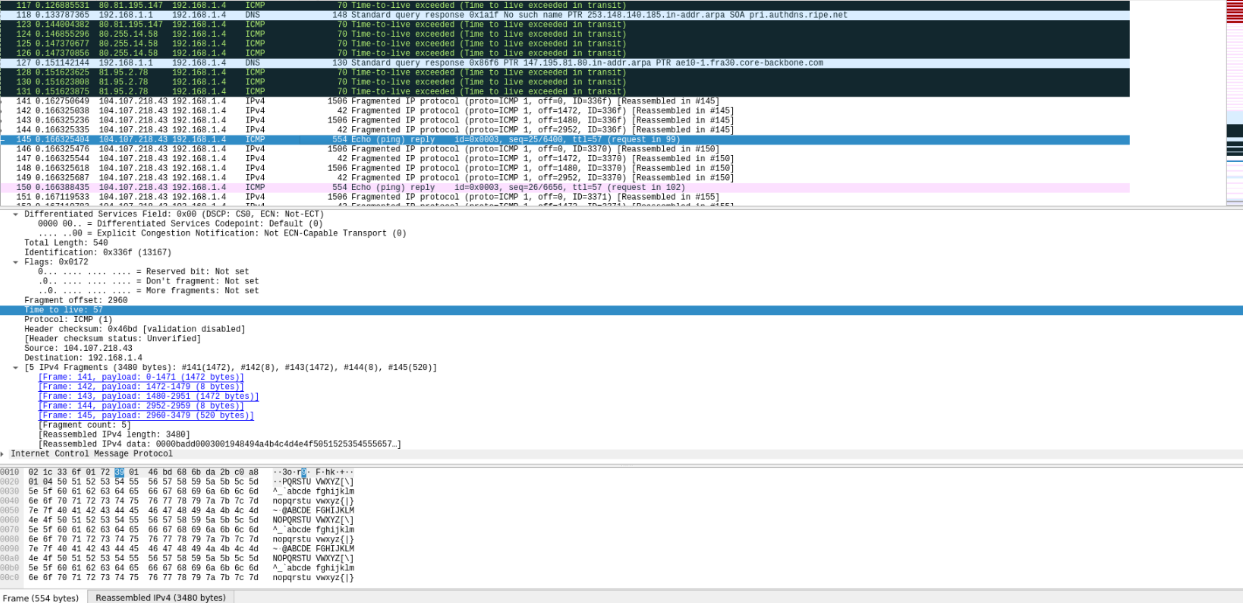 117 0.126885531 80.81.195.147 192.168.1.4 ICMP 70 Time-to-live exceeded (Time to live exceeded in transit)
118 0.133787365 192.168.1.1 192.168.1.4 DNS 148 Standard query response 0x1a1f No such name PTR 253.148.140.185.in-addr.arpa SOA pri.authdns.ripe.net
123 0.144004382 80.81.195.147 192.168.1.4 ICMP 70 Time-to-live exceeded (Time to live exceeded in transit)
124 0.146855296 80.255.14.58 192.168.1.4 ICMP 70 Time-to-live exceeded (Time to live exceeded in transit)
125 0.147370677 80.255.14.58 192.168.1.4 ICMP 70 Time-to-live exceeded (Time to live exceeded in transit)
126 0.147370856 80.255.14.58 192.168.1.4 ICMP 70 Time-to-live exceeded (Time to live exceeded in transit)
127 0.151142144 192.168.1.1 192.168.1.4 DNS 130 Standard query response 0x86f6 PTR 147.195.81.80.in-addr.arpa PTR ae10-1.fra30.core-backbone.com
128 0.151623625 81.95.2.78 192.168.1.4 ICMP 70 Time-to-live exceeded (Time to live exceeded in transit)
130 0.151623808 81.95.2.78 192.168.1.4 ICMP 70 Time-to-live exceeded (Time to live exceeded in transit)
131 0.151623875 81.95.2.78 192.168.1.4 ICMP 70 Time-to-live exceeded (Time to live exceeded in transit)
141 0.162750649 104.107.218.43 192.168.1.4 IPv4 1506 Fragmented IP protocol (proto=ICMP 1, off=0, ID=336f) [Reassembled in #145]
142 0.166325038 104.107.218.43 192.168.1.4 IPv4 42 Fragmented IP protocol (proto=ICMP 1, off=1472, ID=336f) [Reassembled in #145]
143 0.166325236 104.107.218.43 192.168.1.4 IPv4 1506 Fragmented IP protocol (proto=ICMP 1, off=1480, ID=336f) [Reassembled in #145]
144 0.166325335 104.107.218.43 192.168.1.4 IPv4 42 Fragmented IP protocol (proto=ICMP 1, off=2952, ID=336f) [Reassembled in #145]
145 0.166325404 104.107.218.43 192.168.1.4 ICMP 554 Echo (ping) reply id=0x0003, seq=25/6400, ttl=57 (request in 99)
146 0.166325476 104.107.218.43 192.168.1.4 IPv4 1506 Fragmented IP protocol (proto=ICMP 1, off=0, ID=3370) [Reassembled in #150]
147 0.166325544 104.107.218.43 192.168.1.4 IPv4 42 Fragmented IP protocol (proto=ICMP 1, off=1472, ID=3370) [Reassembled in #150]
148 0.166325618 104.107.218.43 192.168.1.4 IPv4 1506 Fragmented IP protocol (proto=ICMP 1, off=1480, ID=3370) [Reassembled in #150]
149 0.166325687 104.107.218.43 192.168.1.4 IPv4 42 Fragmented IP protocol (proto=ICMP 1, off=2952, ID=3370) [Reassembled in #150]
150 0.166388435 104.107.218.43 192.168.1.4 ICMP 554 Echo (ping) reply id=0x0003, seq=26/6656, ttl=57 (request in 102)
151 0.167119533 104.107.218.43 192.168.1.4 IPv4 1506 Fragmented IP protocol (proto=ICMP 1, off=0, ID=3371) [Reassembled in #155]
Differentiated Services Field: 0x00 (DSCP: CS0, ECN: Not-ECT)
0000 00.. = Differentiated Services Codepoint: Default (0)
.... ..00 = Explicit Congestion Notification: Not ECN-Capable Transport (0)
Total Length: 540
Identification: 0x336f (13167)
Flags: 0x0172
0... .... .... .... = Reserved bit: Not set
.0.. .... .... .... = Don't fragment: Not set
..0. .... .... .... = More fragments: Not set
Fragment offset: 2960
Time to live: 57
Protocol: ICMP (1)
Header checksum: 0x46bd [validation disabled]
[Header checksum status: Unverified]
Source: 104.107.218.43
Destination: 192.168.1.4
[5 IPv4 Fragments (3480 bytes): #141(1472), #142(8), #143(1472), #144(8), #145(520)]
[Frame: 141, payload: 0-1471 (1472 bytes)]
[Frame: 142, payload: 1472-1479 (8 bytes)]
[Frame: 143, payload: 1480-2951 (1472 bytes)]
[Frame: 144, payload: 2952-2959 (8 bytes)]
[Frame: 145, payload: 2960-3479 (520 bytes)]
[Fragment count: 5]
[Reassembled IPv4 length: 3480]
[Reassembled IPv4 data: 0000badd0003001948494a4b4c4d4e4f5051525354555657…]
Internet Control Message Protocol
0010 02 1c 33 6f 01 72 39 01 46 bd 68 6b da 2b c0 a8 ··3o·r9· F·hk·+··
0020 01 04 50 51 52 53 54 55 56 57 58 59 5a 5b 5c 5d ··PQRSTU VWXYZ[\]
0030 5e 5f 60 61 62 63 64 65 66 67 68 69 6a 6b 6c 6d ^_`abcde fghijklm
0040 6e 6f 70 71 72 73 74 75 76 77 78 79 7a 7b 7c 7d nopqrstu vwxyz{|}
0050 7e 7f 40 41 42 43 44 45 46 47 48 49 4a 4b 4c 4d ~·@ABCDE FGHIJKLM
0060 4e 4f 50 51 52 53 54 55 56 57 58 59 5a 5b 5c 5d NOPQRSTU VWXYZ[\]
0070 5e 5f 60 61 62 63 64 65 66 67 68 69 6a 6b 6c 6d ^_`abcde fghijklm
0080 6e 6f 70 71 72 73 74 75 76 77 78 79 7a 7b 7c 7d nopqrstu vwxyz{|}
0090 7e 7f 40 41 42 43 44 45 46 47 48 49 4a 4b 4c 4d ~·@ABCDE FGHIJKLM
00a0 4e 4f 50 51 52 53 54 55 56 57 58 59 5a 5b 5c 5d NOPQRSTU VWXYZ[\]
00b0 5e 5f 60 61 62 63 64 65 66 67 68 69 6a 6b 6c 6d ^_`abcde fghijklm
00c0 6e 6f 70 71 72 73 74 75 76 77 78 79 7a 7b 7c 7d nopqrstu vwxyz{|}
Frame (554 bytes) Reassembled IPv4 (3480 bytes)